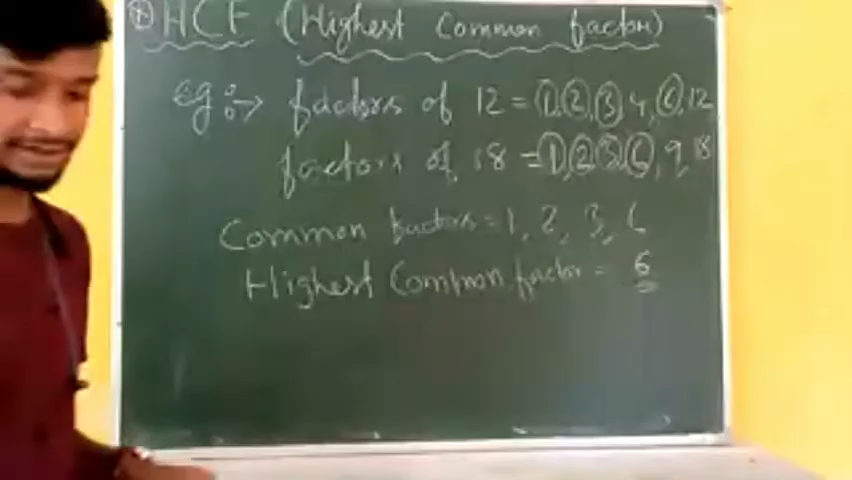 HCF (Highest Common factor)
eg:→ factors of 12 = 1, 2, 3, 4, 6, 12
factors of 18 = 1, 2, 3, 6, 9, 18
Common factors = 1, 2, 3, 6
Highest Common factor = 6